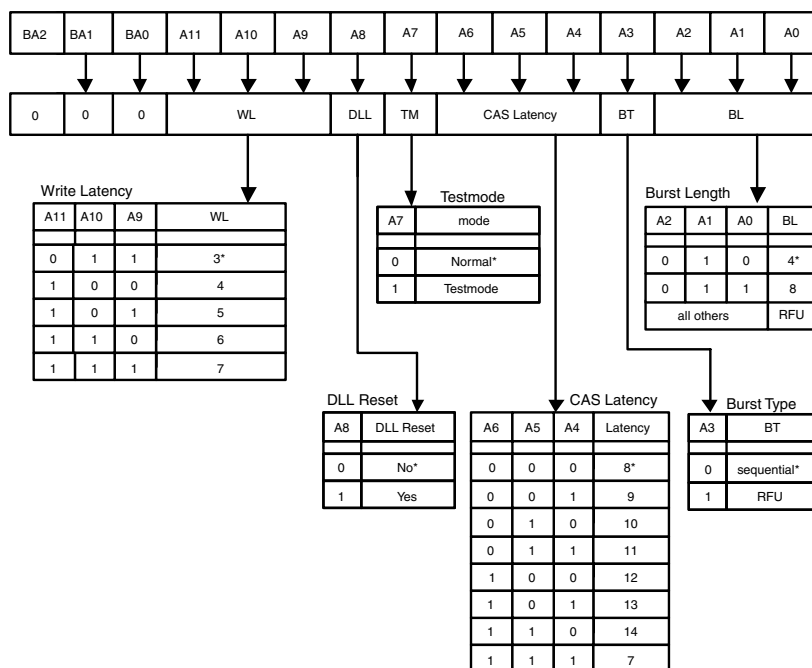 BA2 BA1 BA0 A11 A10 A9 A8 A7 A6 A5 A4 A3 A2 A1 A0
0 0 0 WL DLL TM CAS Latency BT BL
Write Latency
A11 A10 A9 WL
0 1 1 3*
1 0 0 4
1 0 1 5
1 1 0 6
1 1 1 7
Testmode
A7 mode
0 Normal*
1 Testmode
Burst Length
A2 A1 A0 BL
0 1 0 4*
0 1 1 8
all others RFU
DLL Reset
A8 DLL Reset
0 No*
1 Yes
CAS Latency
A6 A5 A4 Latency
0 0 0 8*
0 0 1 9
0 1 0 10
0 1 1 11
1 0 0 12
1 0 1 13
1 1 0 14
1 1 1 7
Burst Type
A3 BT
0 sequential*
1 RFU